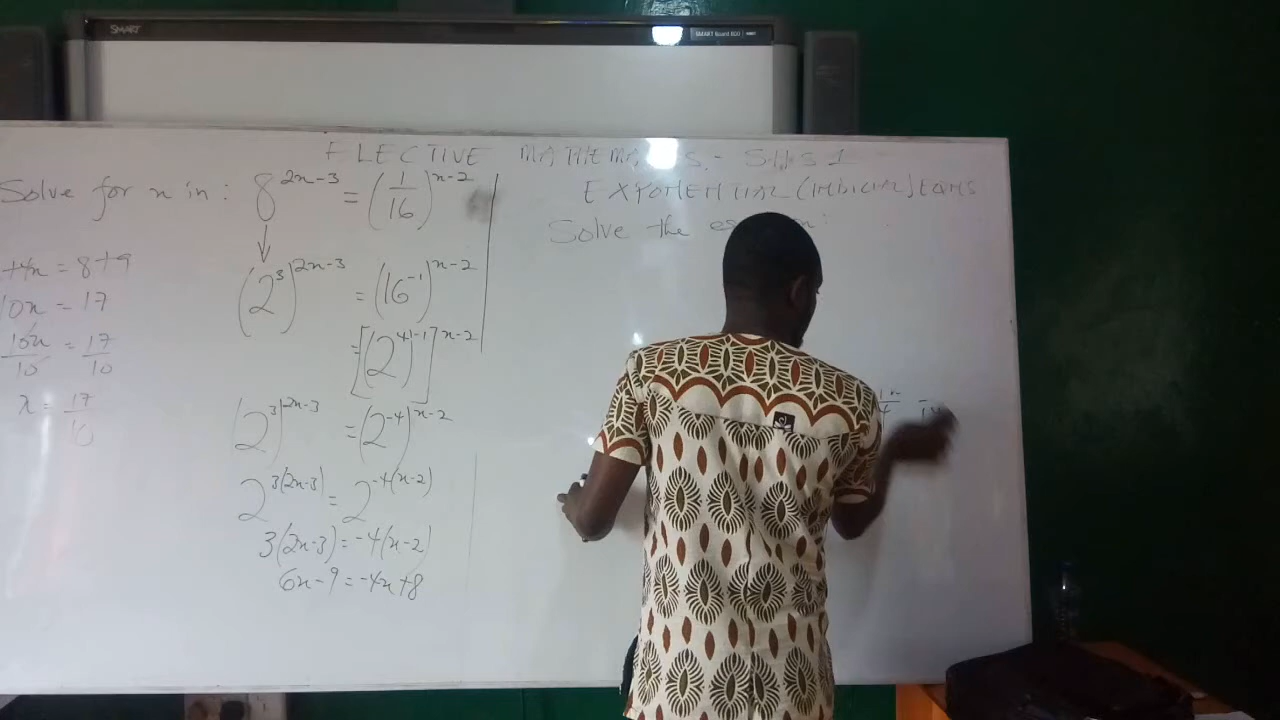 SMART
SMART Board 800
ELECTIVE MATHEMATICS - SHS 1
EXPONENTIAL (INDICIAL) EQNS
Solve for x in : 8^(2x-3) = (1/16)^(x-2)
(2^3)^(2x-3) = (16^-1)^(x-2)
= [(2^4)^-1]^(x-2)
(2^3)^(2x-3) = (2^-4)^(x-2)
2^(3(2x-3)) = 2^(-4(x-2))
3(2x-3) = -4(x-2)
6x-9 = -4x+8
+4x = 8+9
10x = 17
10x/10 = 17/10
x = 17/10
Solve the